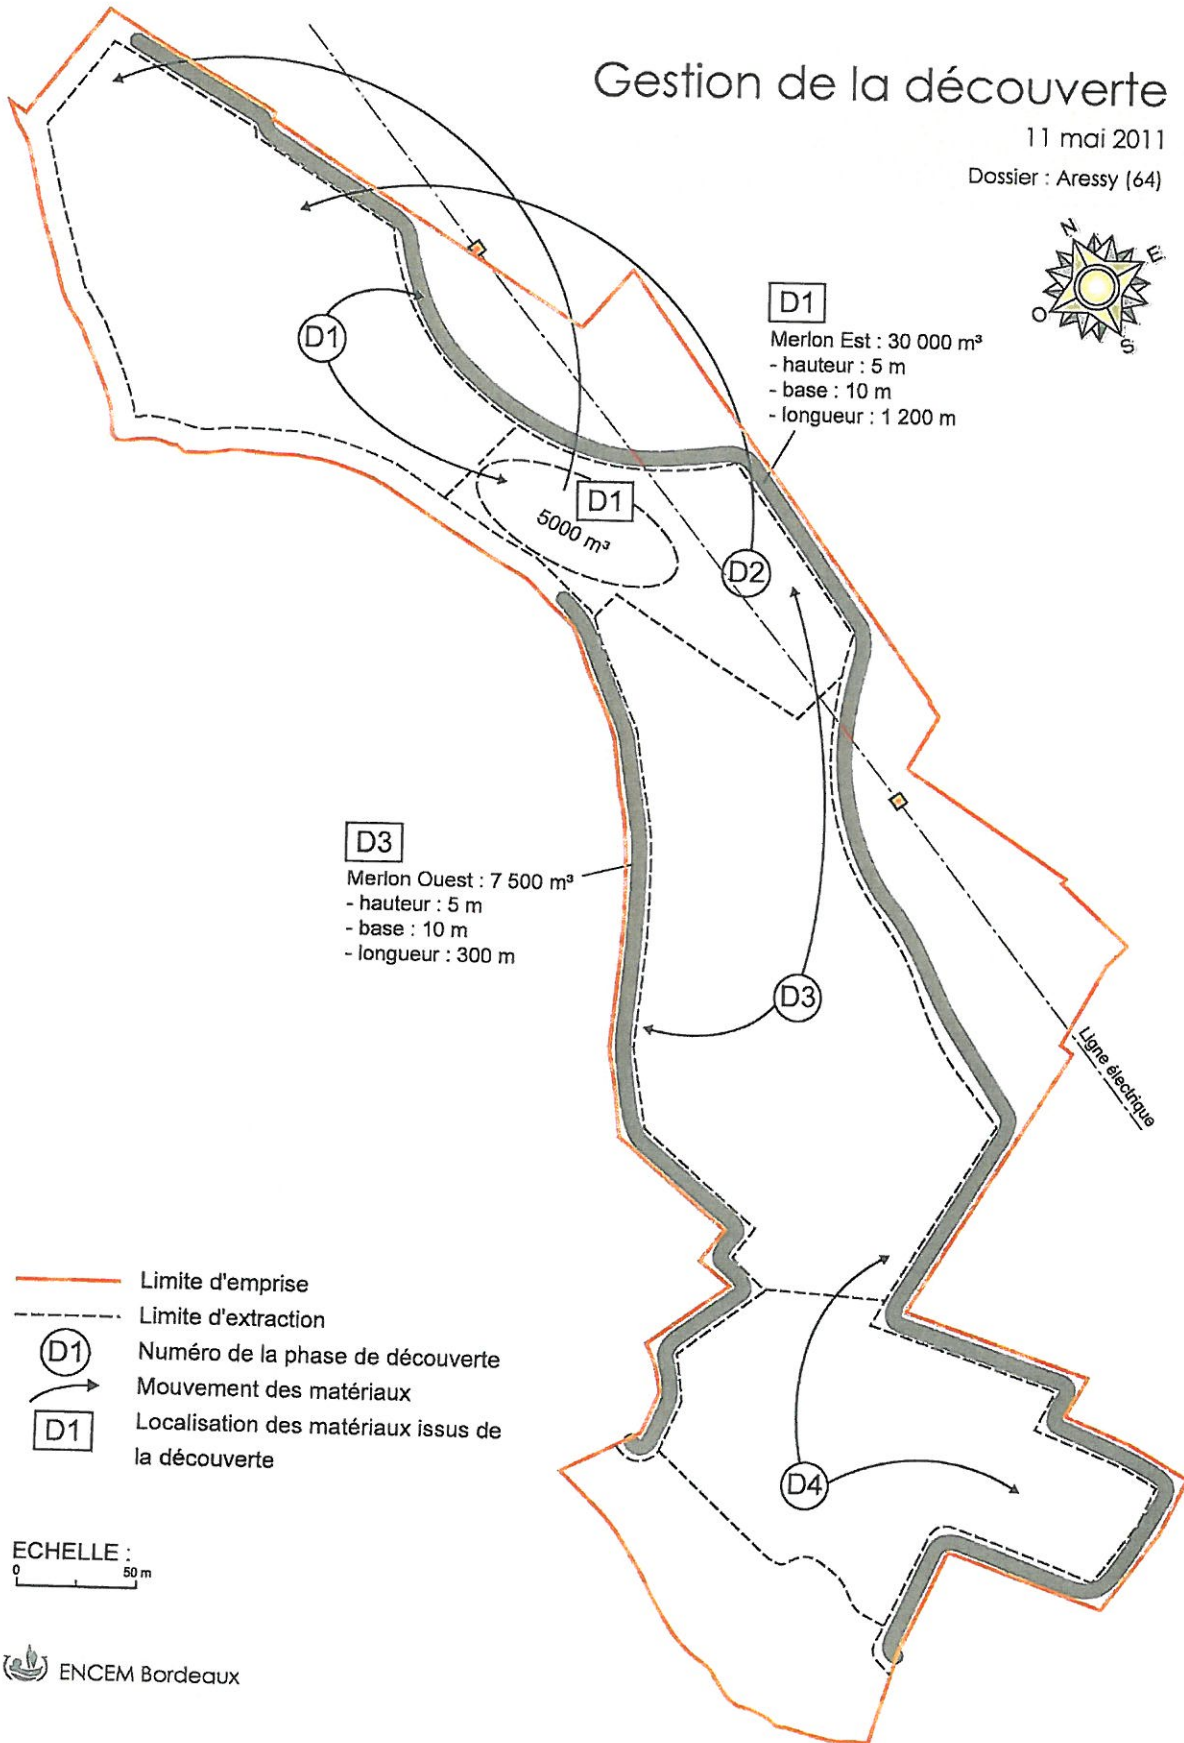 Gestion de la découverte
11 mai 2011
Dossier : Aressy (64)
N
E
O
S
D1
Merlon Est : 30 000 m³
- hauteur : 5 m
- base : 10 m
- longueur : 1 200 m
D1
D1
5000 m³
D2
D3
Merlon Ouest : 7 500 m³
- hauteur : 5 m
- base : 10 m
- longueur : 300 m
D3
Ligne électrique
D4
Limite d'emprise
Limite d'extraction
D1
Numéro de la phase de découverte
Mouvement des matériaux
D1
Localisation des matériaux issus de
la découverte
ECHELLE :
0
50 m
ENCEM Bordeaux